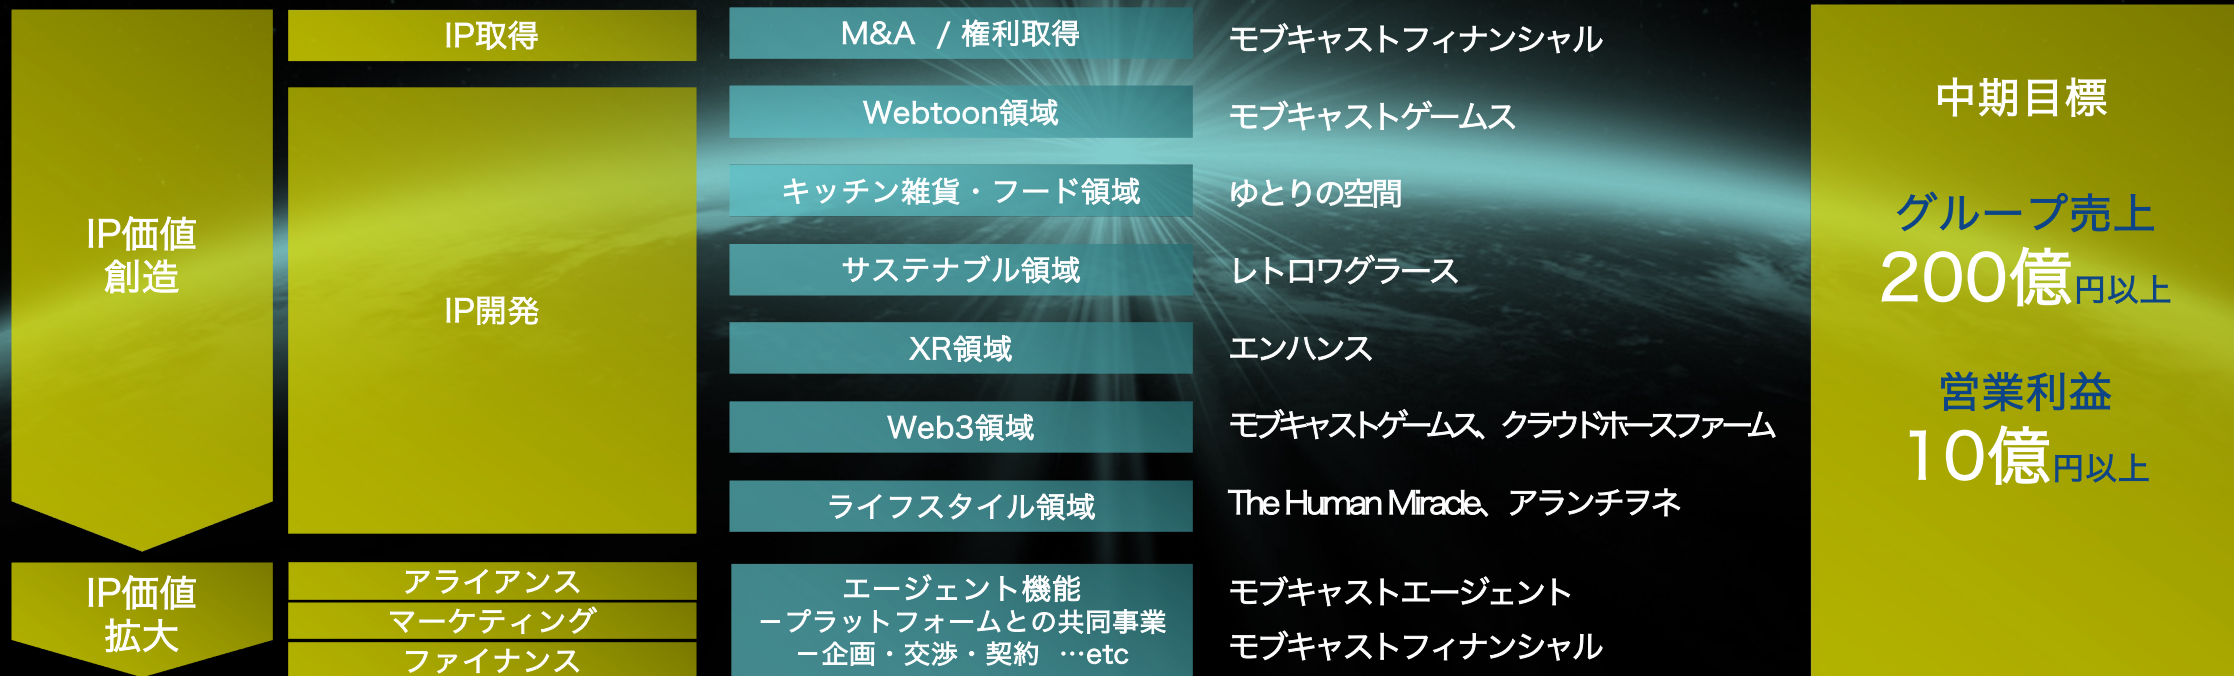 IP価値
創造
IP取得
M&A / 権利取得
モブキャストフィナンシャル
IP開発
Webtoon領域
モブキャストゲームス
キッチン雑貨・フード領域
ゆとりの空間
サステナブル領域
レトロワグラース
XR領域
エンハンス
Web3領域
モブキャストゲームス、クラウドホースファーム
ライフスタイル領域
The Human Miracle、アランチヲネ
IP価値
拡大
アライアンス
マーケティング
ファイナンス
エージェント機能
－プラットフォームとの共同事業
－企画・交渉・契約 …etc
モブキャストエージェント
モブキャストフィナンシャル
中期目標
グループ売上
200億円以上
営業利益
10億円以上